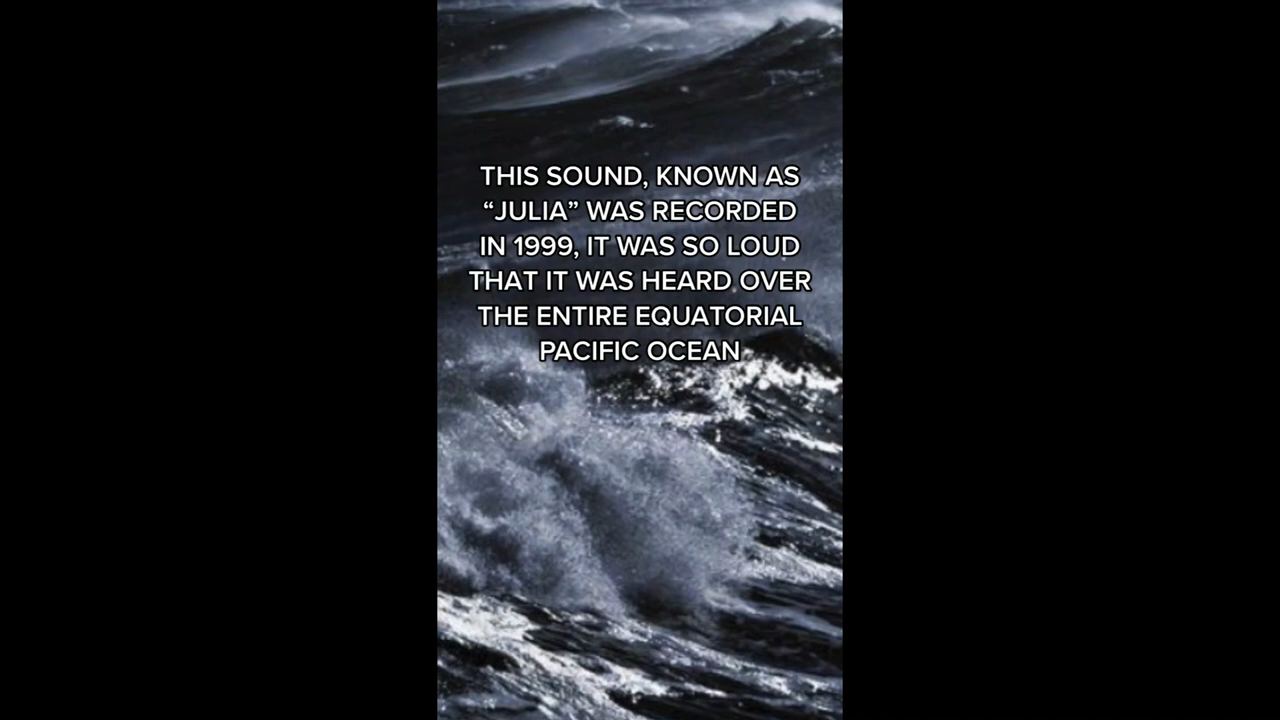 THIS SOUND, KNOWN AS
“JULIA” WAS RECORDED
IN 1999, IT WAS SO LOUD
THAT IT WAS HEARD OVER
THE ENTIRE EQUATORIAL
PACIFIC OCEAN